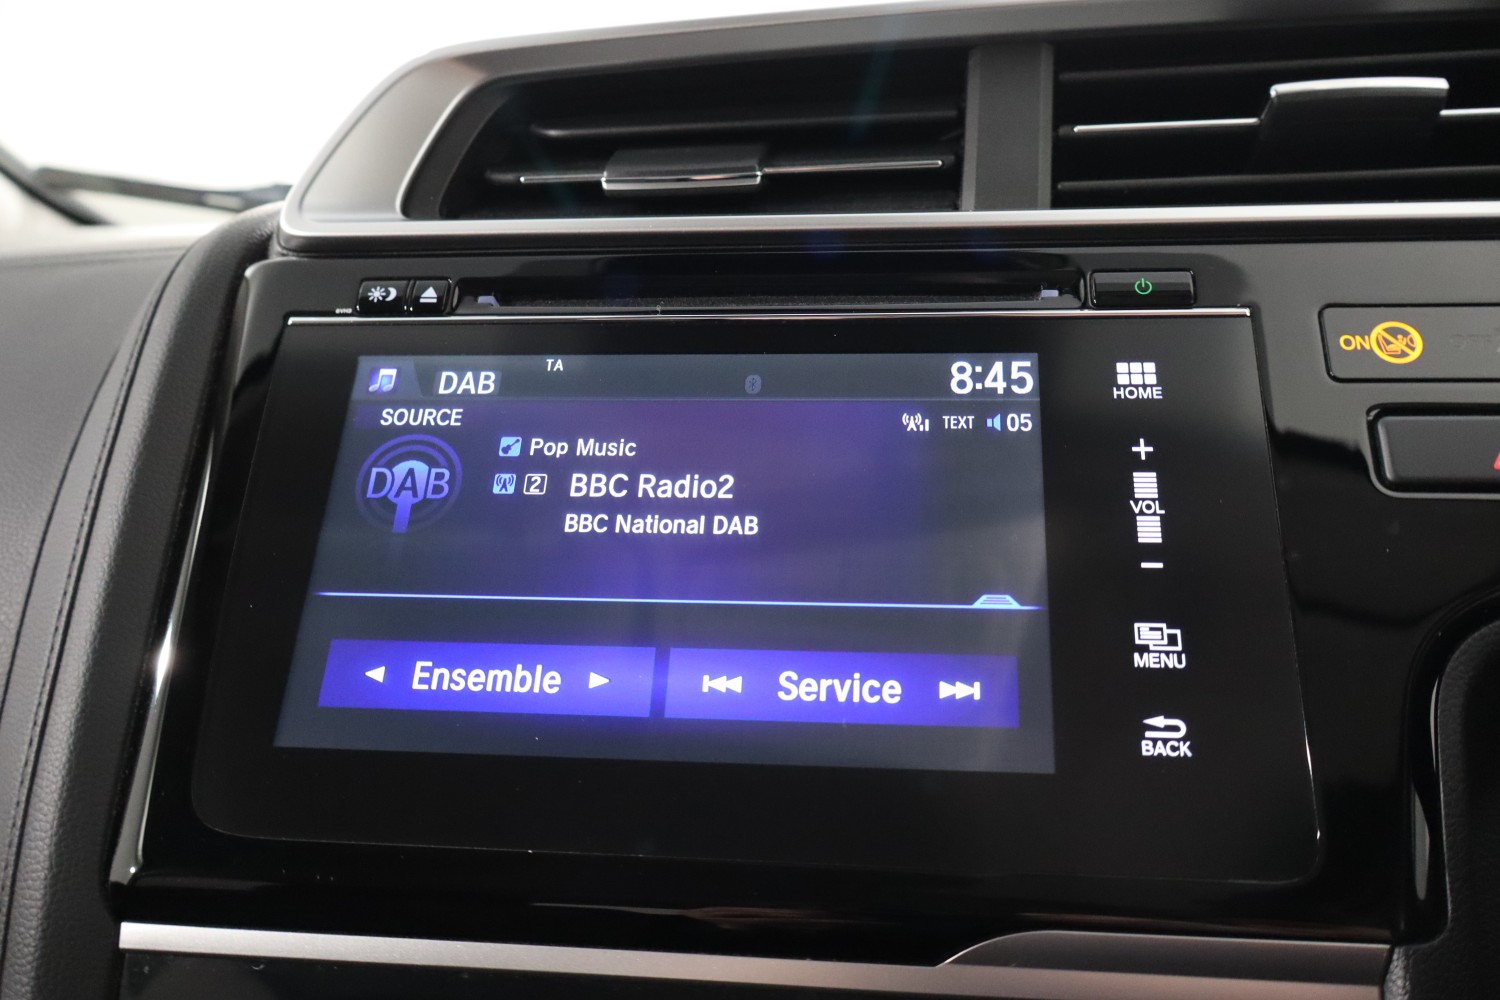 TA
DAB
8:45
SOURCE
TEXT
05
Pop Music
DAB
2
BBC Radio2
BBC National DAB
Ensemble
Service
HOME
+
VOL
-
MENU
BACK
ON